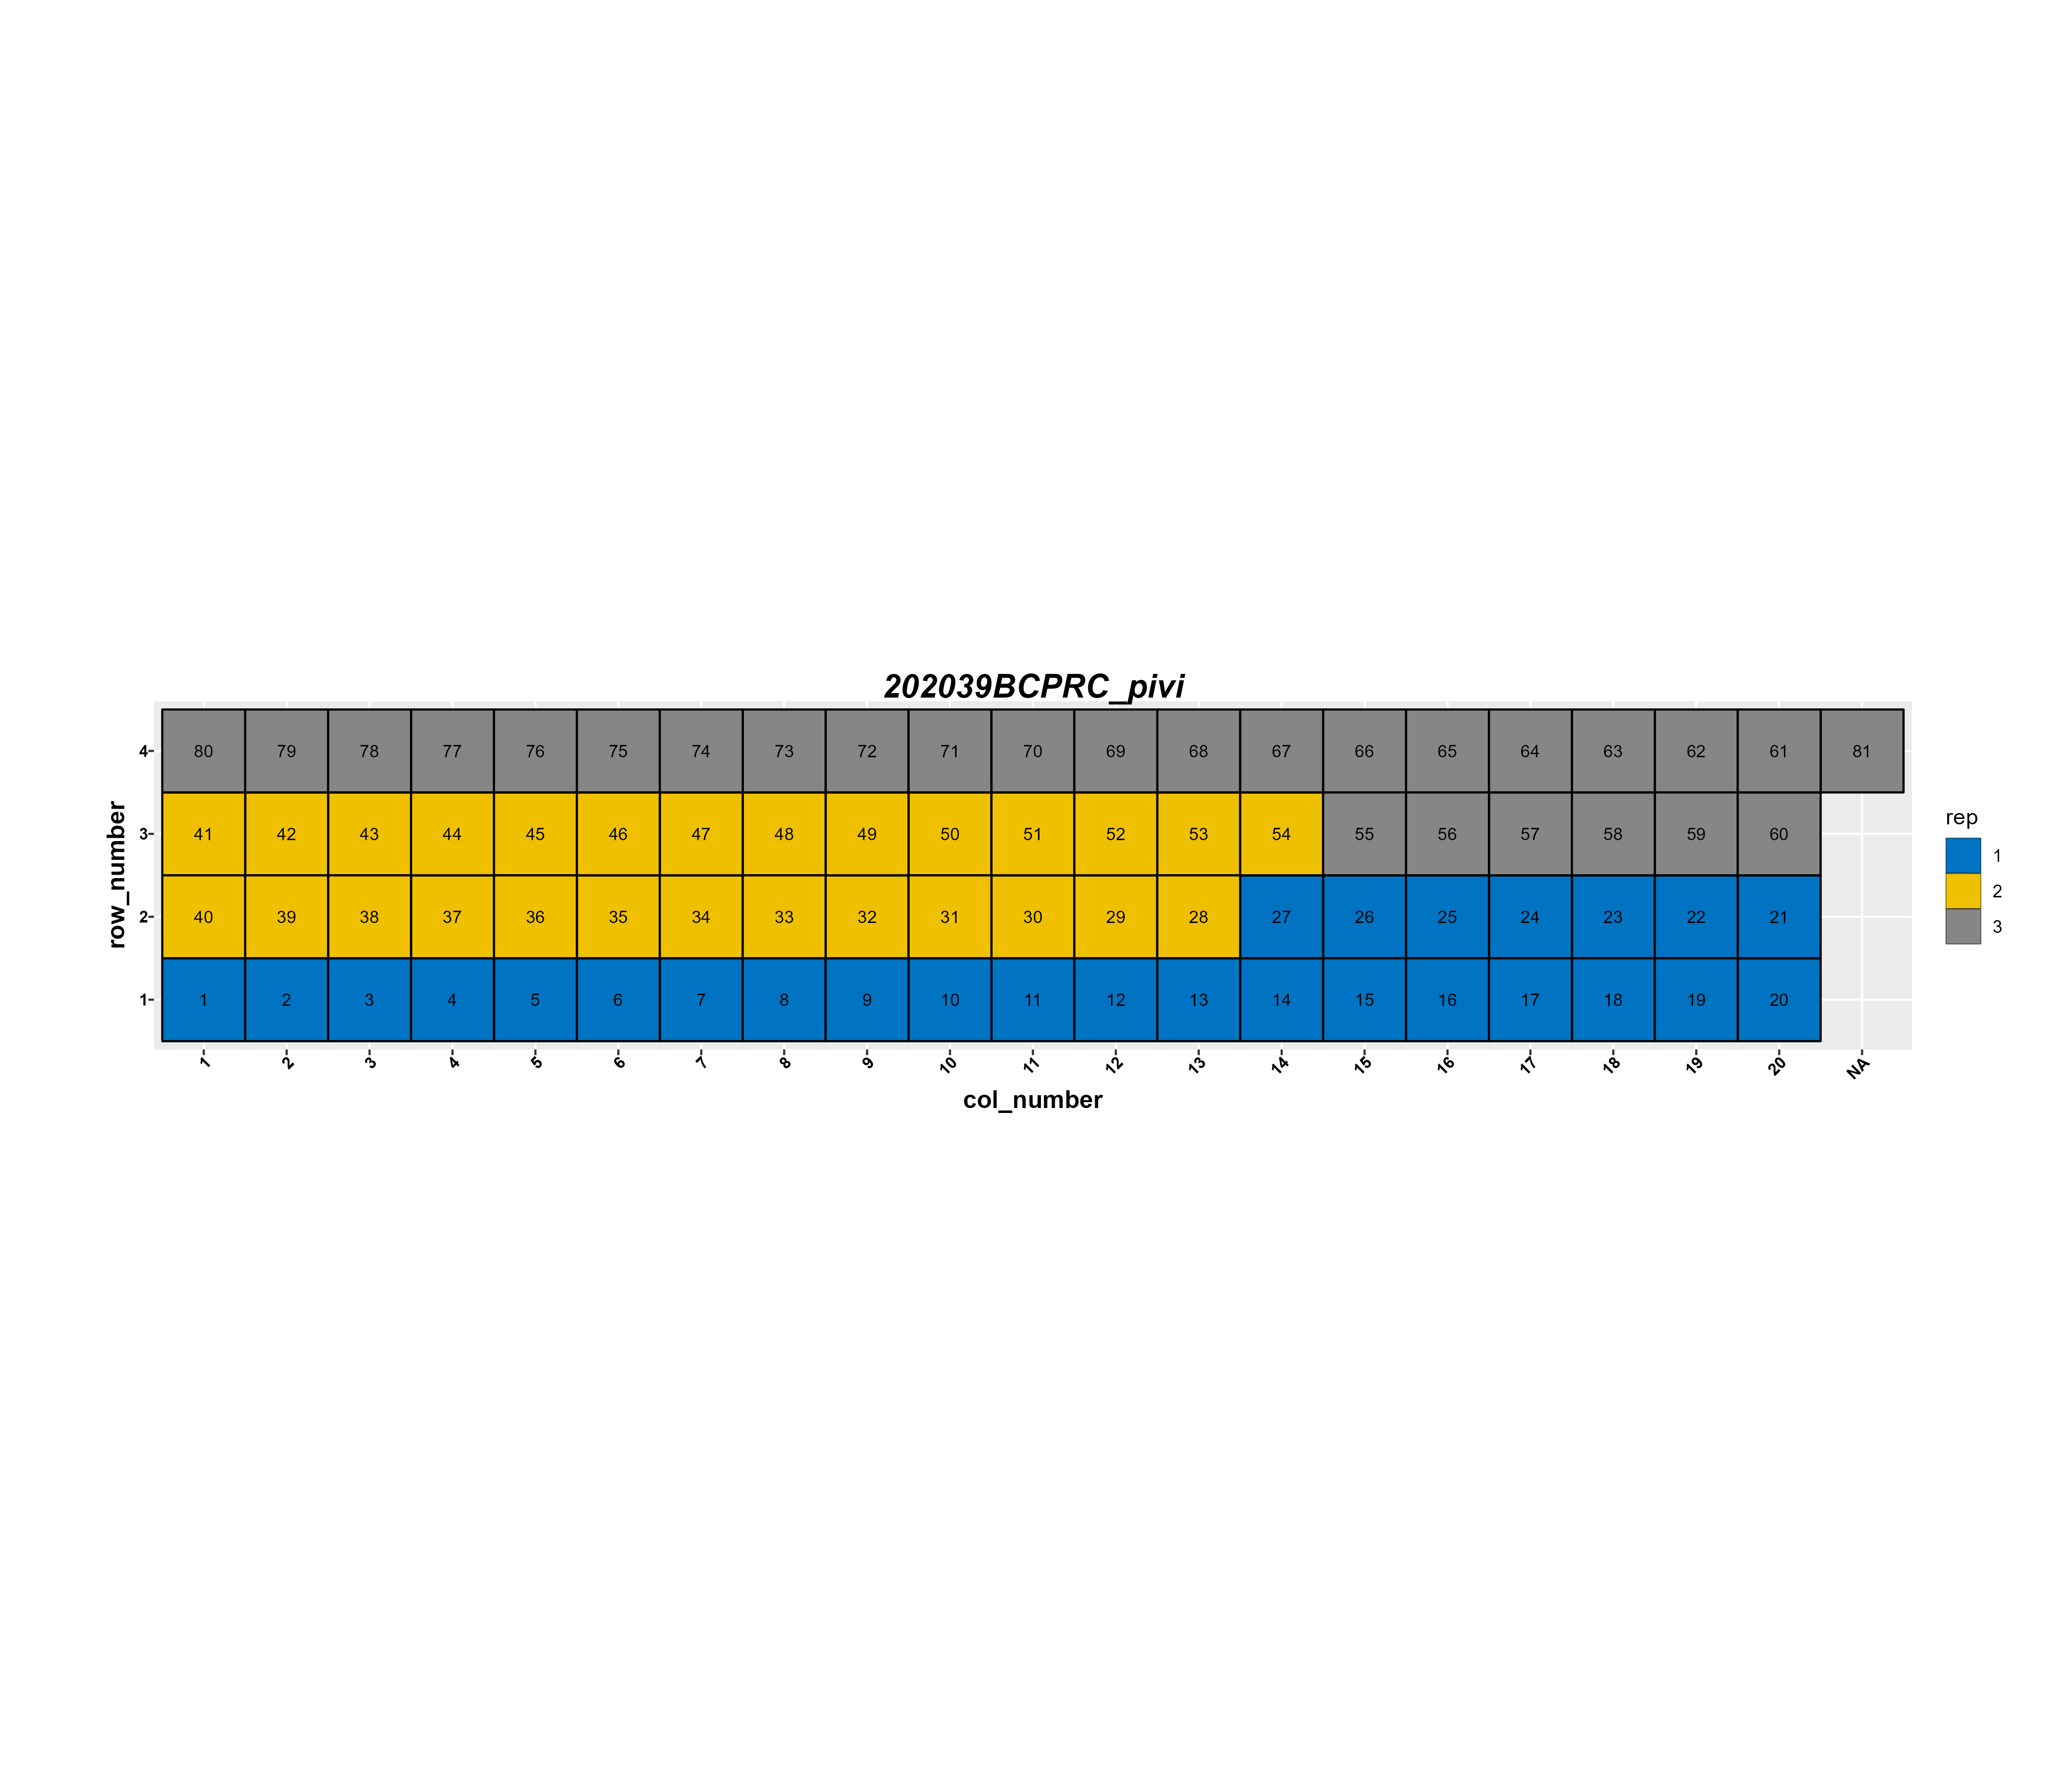 202039BCPRC_pivi
row_number
4 80 79 78 77 76 75 74 73 72 71 70 69 68 67 66 65 64 63 62 61 81
3 41 42 43 44 45 46 47 48 49 50 51 52 53 54 55 56 57 58 59 60
2 40 39 38 37 36 35 34 33 32 31 30 29 28 27 26 25 24 23 22 21
1 1 2 3 4 5 6 7 8 9 10 11 12 13 14 15 16 17 18 19 20
1 2 3 4 5 6 7 8 9 10 11 12 13 14 15 16 17 18 19 20 NA
col_number
rep
1
2
3